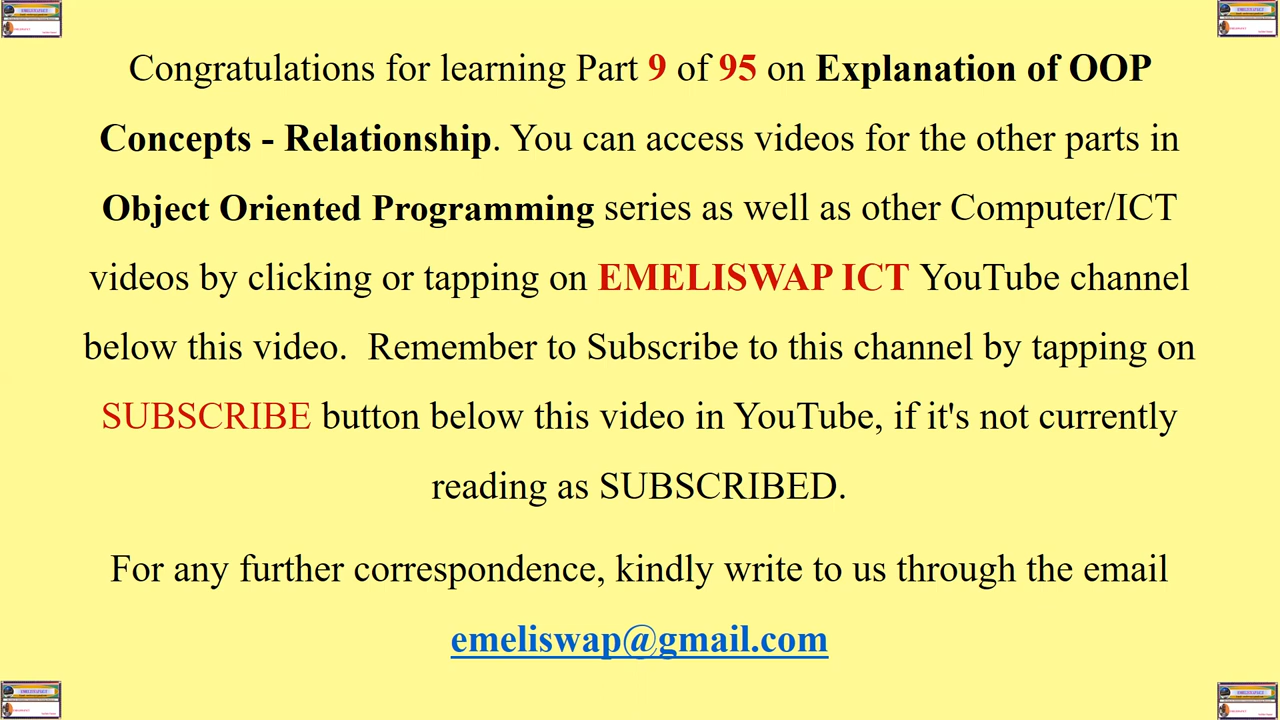 Congratulations for learning Part 9 of 95 on Explanation of OOP
Concepts - Relationship. You can access videos for the other parts in
Object Oriented Programming series as well as other Computer/ICT
videos by clicking or tapping on EMELISWAP ICT YouTube channel
below this video.  Remember to Subscribe to this channel by tapping on
SUBSCRIBE button below this video in YouTube, if it's not currently
reading as SUBSCRIBED.
For any further correspondence, kindly write to us through the email
emeliswap@gmail.com